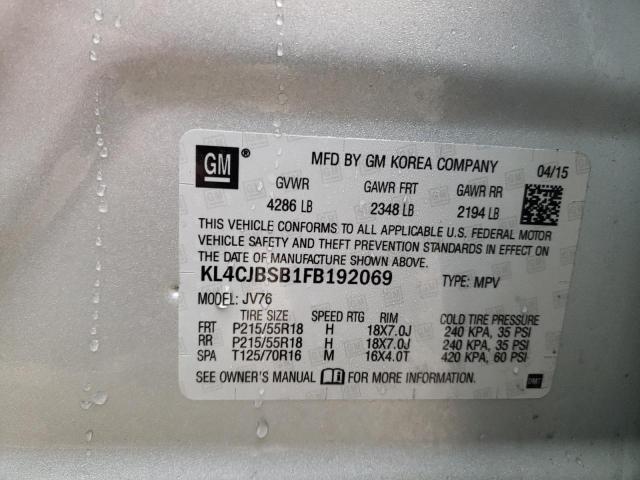 GM® MFD BY GM KOREA COMPANY 04/15
GVWR GAWR FRT GAWR RR
4286 LB 2348 LB 2194 LB
THIS VEHICLE CONFORMS TO ALL APPLICABLE U.S. FEDERAL MOTOR
VEHICLE SAFETY AND THEFT PREVENTION STANDARDS IN EFFECT ON
THE DATE OF MANUFACTURE SHOWN ABOVE.
KL4CJBSB1FB192069 TYPE: MPV
MODEL: JV76
TIRE SIZE SPEED RTG RIM COLD TIRE PRESSURE
FRT P215/55R18 H 18X7.0J 240 KPA, 35 PSI
RR P215/55R18 H 18X7.0J 240 KPA, 35 PSI
SPA T125/70R16 M 16X4.0T 420 KPA, 60 PSI
SEE OWNER'S MANUAL FOR MORE INFORMATION.